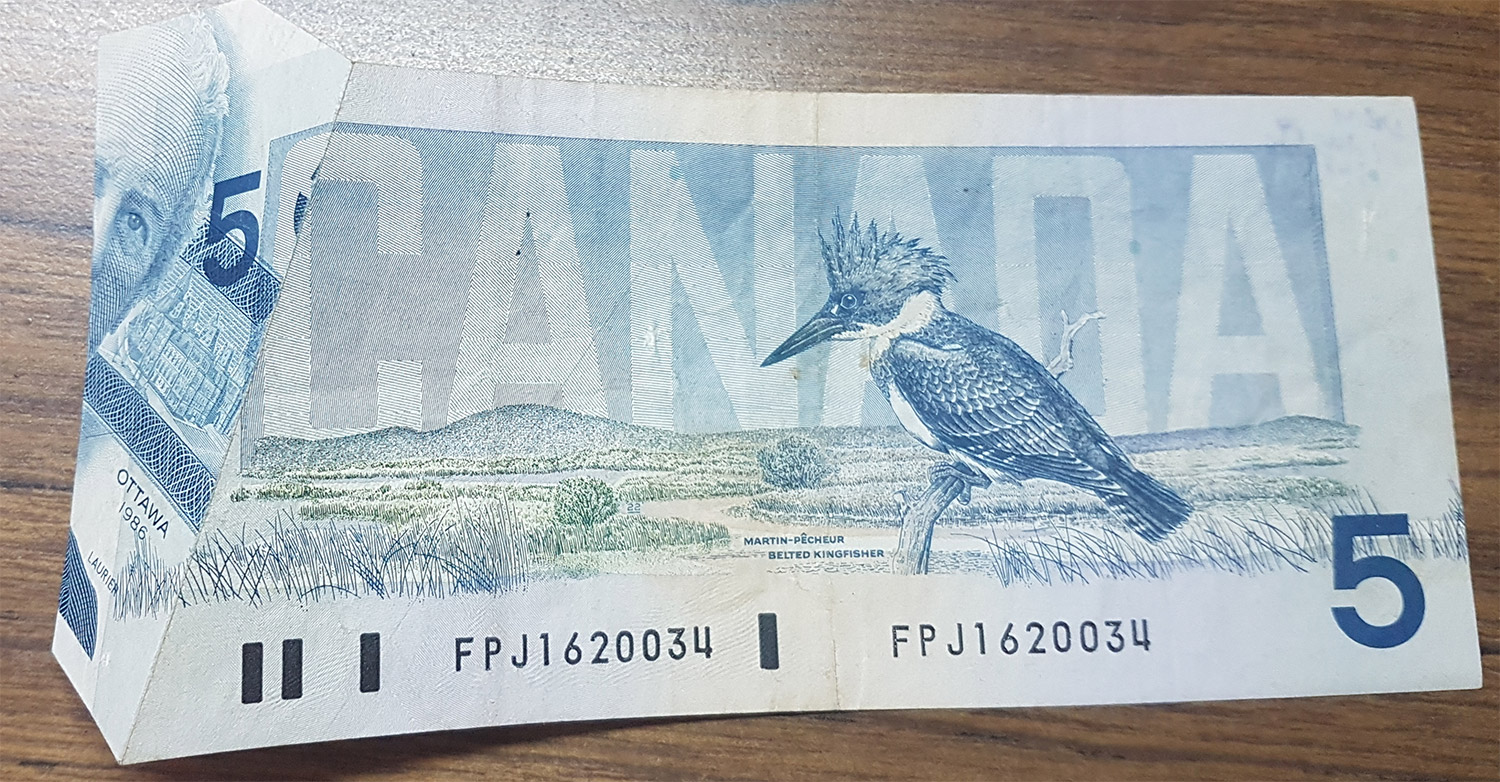 CANADA
5
OTTAWA
1986
LAURIER
MARTIN-PÊCHEUR
BELTED KINGFISHER
5
FPJ1620034 FPJ1620034